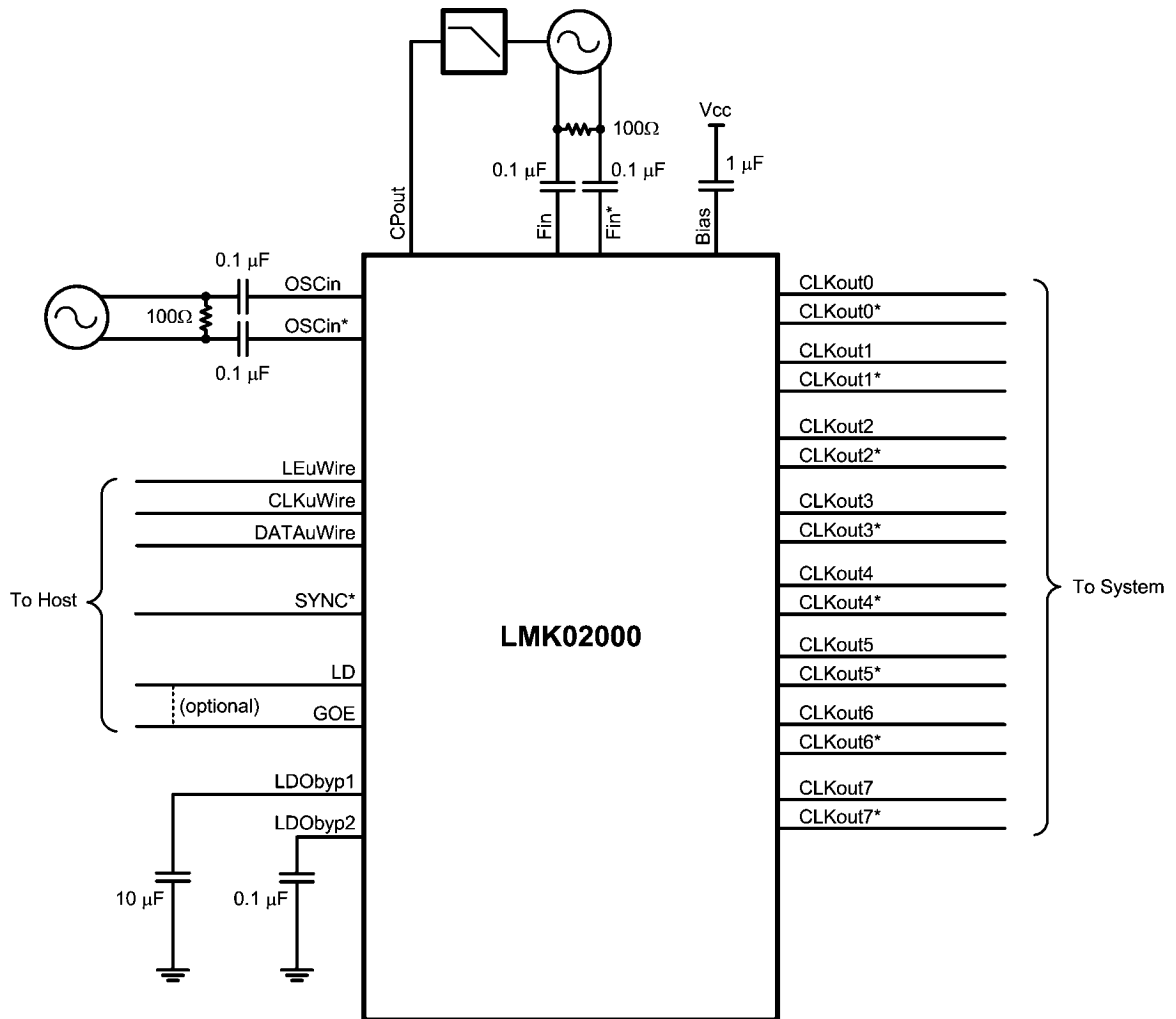 100Ω
Vcc
0.1 µF
0.1 µF
1 µF
CPout
Fin
Fin*
Bias
0.1 µF
OSCin
100Ω
OSCin*
0.1 µF
LEuWire
CLKuWire
DATAuWire
To Host
SYNC*
LD
(optional)
GOE
LDObyp1
LDObyp2
10 µF
0.1 µF
LMK02000
CLKout0
CLKout0*
CLKout1
CLKout1*
CLKout2
CLKout2*
CLKout3
CLKout3*
CLKout4
CLKout4*
CLKout5
CLKout5*
CLKout6
CLKout6*
CLKout7
CLKout7*
To System